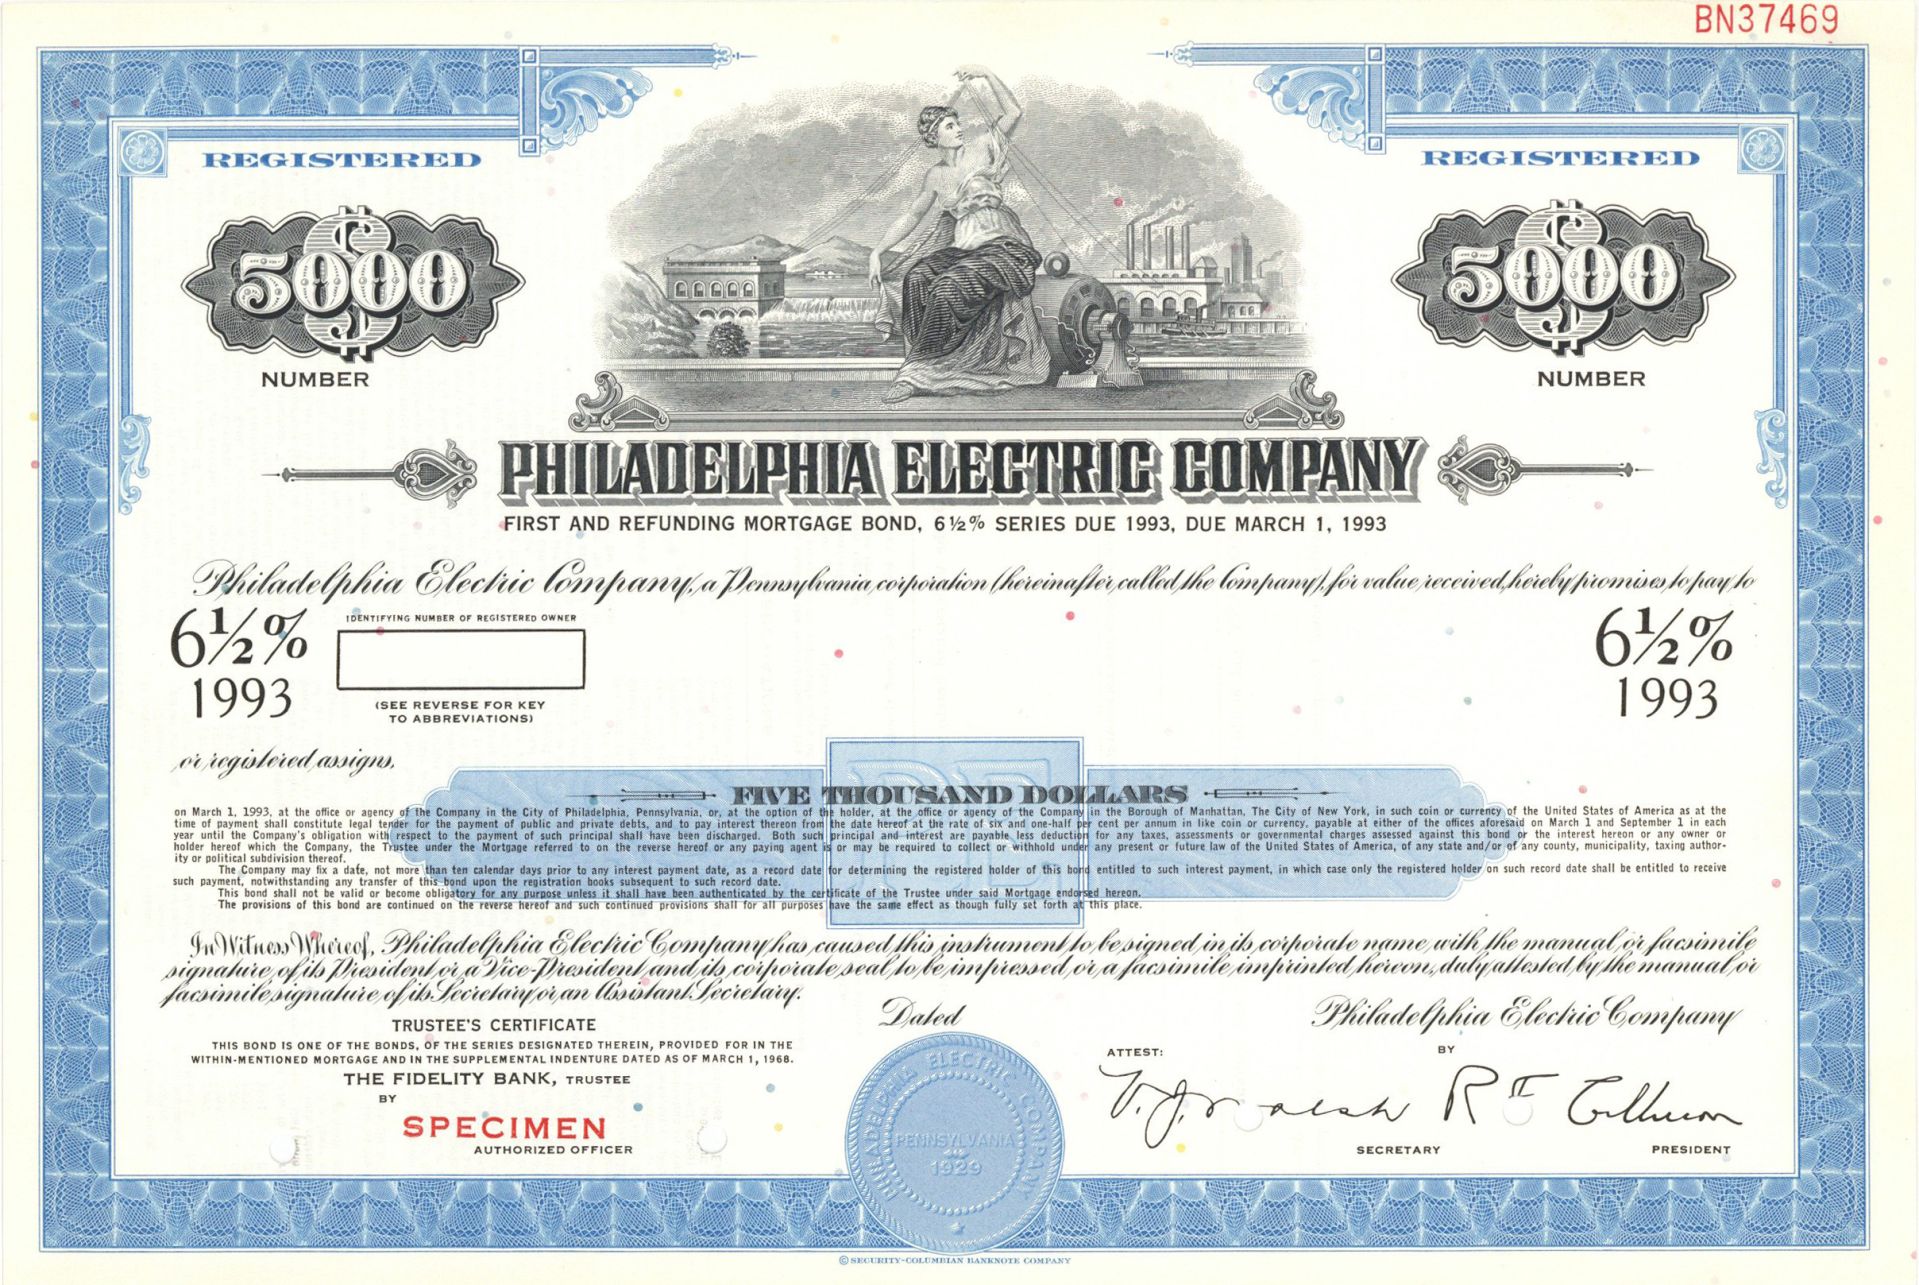 BN37469
REGISTERED
REGISTERED
$5000
$5000
NUMBER
NUMBER
PHILADELPHIA ELECTRIC COMPANY
FIRST AND REFUNDING MORTGAGE BOND, 6½% SERIES DUE 1993, DUE MARCH 1, 1993
Philadelphia Electric Company, a Pennsylvania corporation (hereinafter called the Company), for value received, hereby promises to pay to
6½%
1993
IDENTIFYING NUMBER OF REGISTERED OWNER
(SEE REVERSE FOR KEY
TO ABBREVIATIONS)
6½%
1993
or registered assigns,
PE
FIVE THOUSAND DOLLARS
on March 1, 1993, at the office or agency of the Company in the City of Philadelphia, Pennsylvania, or, at the option of the holder, at the office or agency of the Company in the Borough of Manhattan, The City of New York, in such coin or currency of the United States of America as at the
time of payment shall constitute legal tender for the payment of public and private debts, and to pay interest thereon from the date hereof at the rate of six and one-half per cent per annum in like coin or currency, payable at either of the offices aforesaid on March 1 and September 1 in each
year until the Company's obligation with respect to the payment of such principal shall have been discharged. Both such principal and interest are payable less deduction for any taxes, assessments or governmental charges assessed against this bond or the interest hereon or any owner or
holder hereof which the Company, the Trustee under the Mortgage referred to on the reverse hereof or any paying agent is or may be required to collect or withhold under any present or future law of the United States of America, of any state and/or of any county, municipality, taxing author-
ity or political subdivision thereof.
The Company may fix a date, not more than ten calendar days prior to any interest payment date, as a record date for determining the registered holder of this bond entitled to such interest payment, in which case only the registered holder on such record date shall be entitled to receive
such payment, notwithstanding any transfer of this bond upon the registration books subsequent to such record date.
This bond shall not be valid or become obligatory for any purpose unless it shall have been authenticated by the certificate of the Trustee under said Mortgage endorsed hereon.
The provisions of this bond are continued on the reverse hereof and such continued provisions shall for all purposes have the same effect as though fully set forth at this place.
In Witness Whereof, Philadelphia Electric Company has caused this instrument to be signed in its corporate name with the manual or facsimile
signature of its President or a Vice-President and its corporate seal to be impressed or a facsimile imprinted hereon, duly attested by the manual or
facsimile signature of its Secretary or an Assistant Secretary.
TRUSTEE'S CERTIFICATE
THIS BOND IS ONE OF THE BONDS, OF THE SERIES DESIGNATED THEREIN, PROVIDED FOR IN THE
WITHIN-MENTIONED MORTGAGE AND IN THE SUPPLEMENTAL INDENTURE DATED AS OF MARCH 1, 1968.
THE FIDELITY BANK, TRUSTEE
BY
SPECIMEN
AUTHORIZED OFFICER
Dated
PHILADELPHIA ELECTRIC COMPANY
PENNSYLVANIA
1929
Philadelphia Electric Company
ATTEST:
BY
SECRETARY
PRESIDENT
© SECURITY-COLUMBIAN BANKNOTE COMPANY